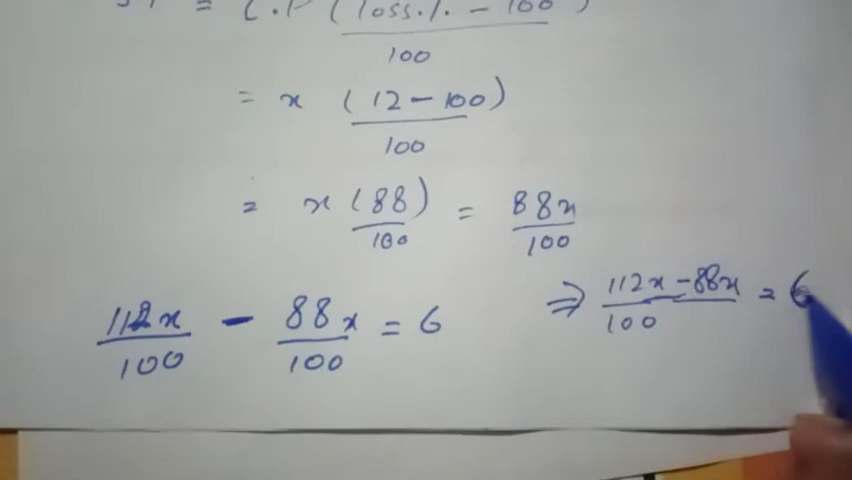 = C.P (loss.%. - 100)
100
= x (12 - 100)
100
= x (88) = 88x
100 100
112x - 88x = 6
100 100
⇒ 112x - 88x = 6
100